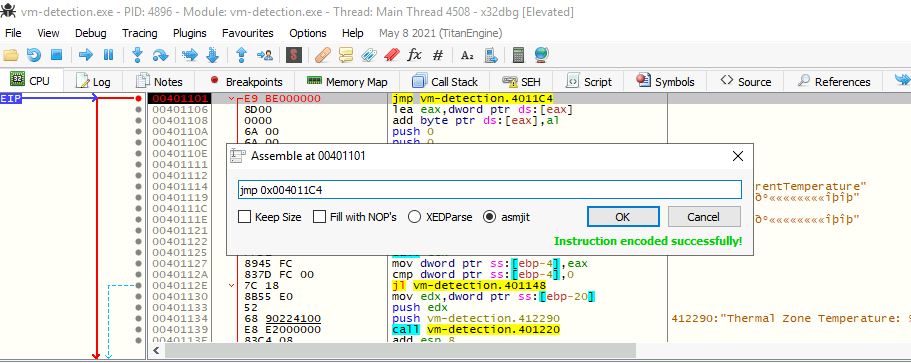 vm-detection.exe - PID: 4896 - Module: vm-detection.exe - Thread: Main Thread 4508 - x32dbg [Elevated]
File View Debug Tracing Plugins Favourites Options Help May 8 2021 (TitanEngine)
CPU Log Notes Breakpoints Memory Map Call Stack SEH Script Symbols Source References
EIP 00401101 E9 BE000000 jmp vm-detection.4011C4
00401106 8D00 lea eax,dword ptr ds:[eax]
00401108 0000 add byte ptr ds:[eax],al
0040110A 6A 00 push 0
0040110C 6A 00 push 0
0040110E
Assemble at 00401101
jmp 0x004011C4
Keep Size Fill with NOP's XEDParse asmjit OK Cancel
Instruction encoded successfully!
00401114 rentTemperature"
00401119 ð°««««««««îþîþ"
0040111B
0040111E ð°««««««««îþîþ"
00401121
00401122
00401125
00401127 8945 FC mov dword ptr ss:[ebp-4],eax
0040112A 837D FC 00 cmp dword ptr ss:[ebp-4],0
0040112E 7C 18 jl vm-detection.401148
00401130 8B55 E0 mov edx,dword ptr ss:[ebp-20]
00401133 52 push edx
00401134 68 90224100 push vm-detection.412290 412290:"Thermal Zone Temperature: 9
00401139 E8 E2000000 call vm-detection.401220
0040113E 83C4 08 add esp,8